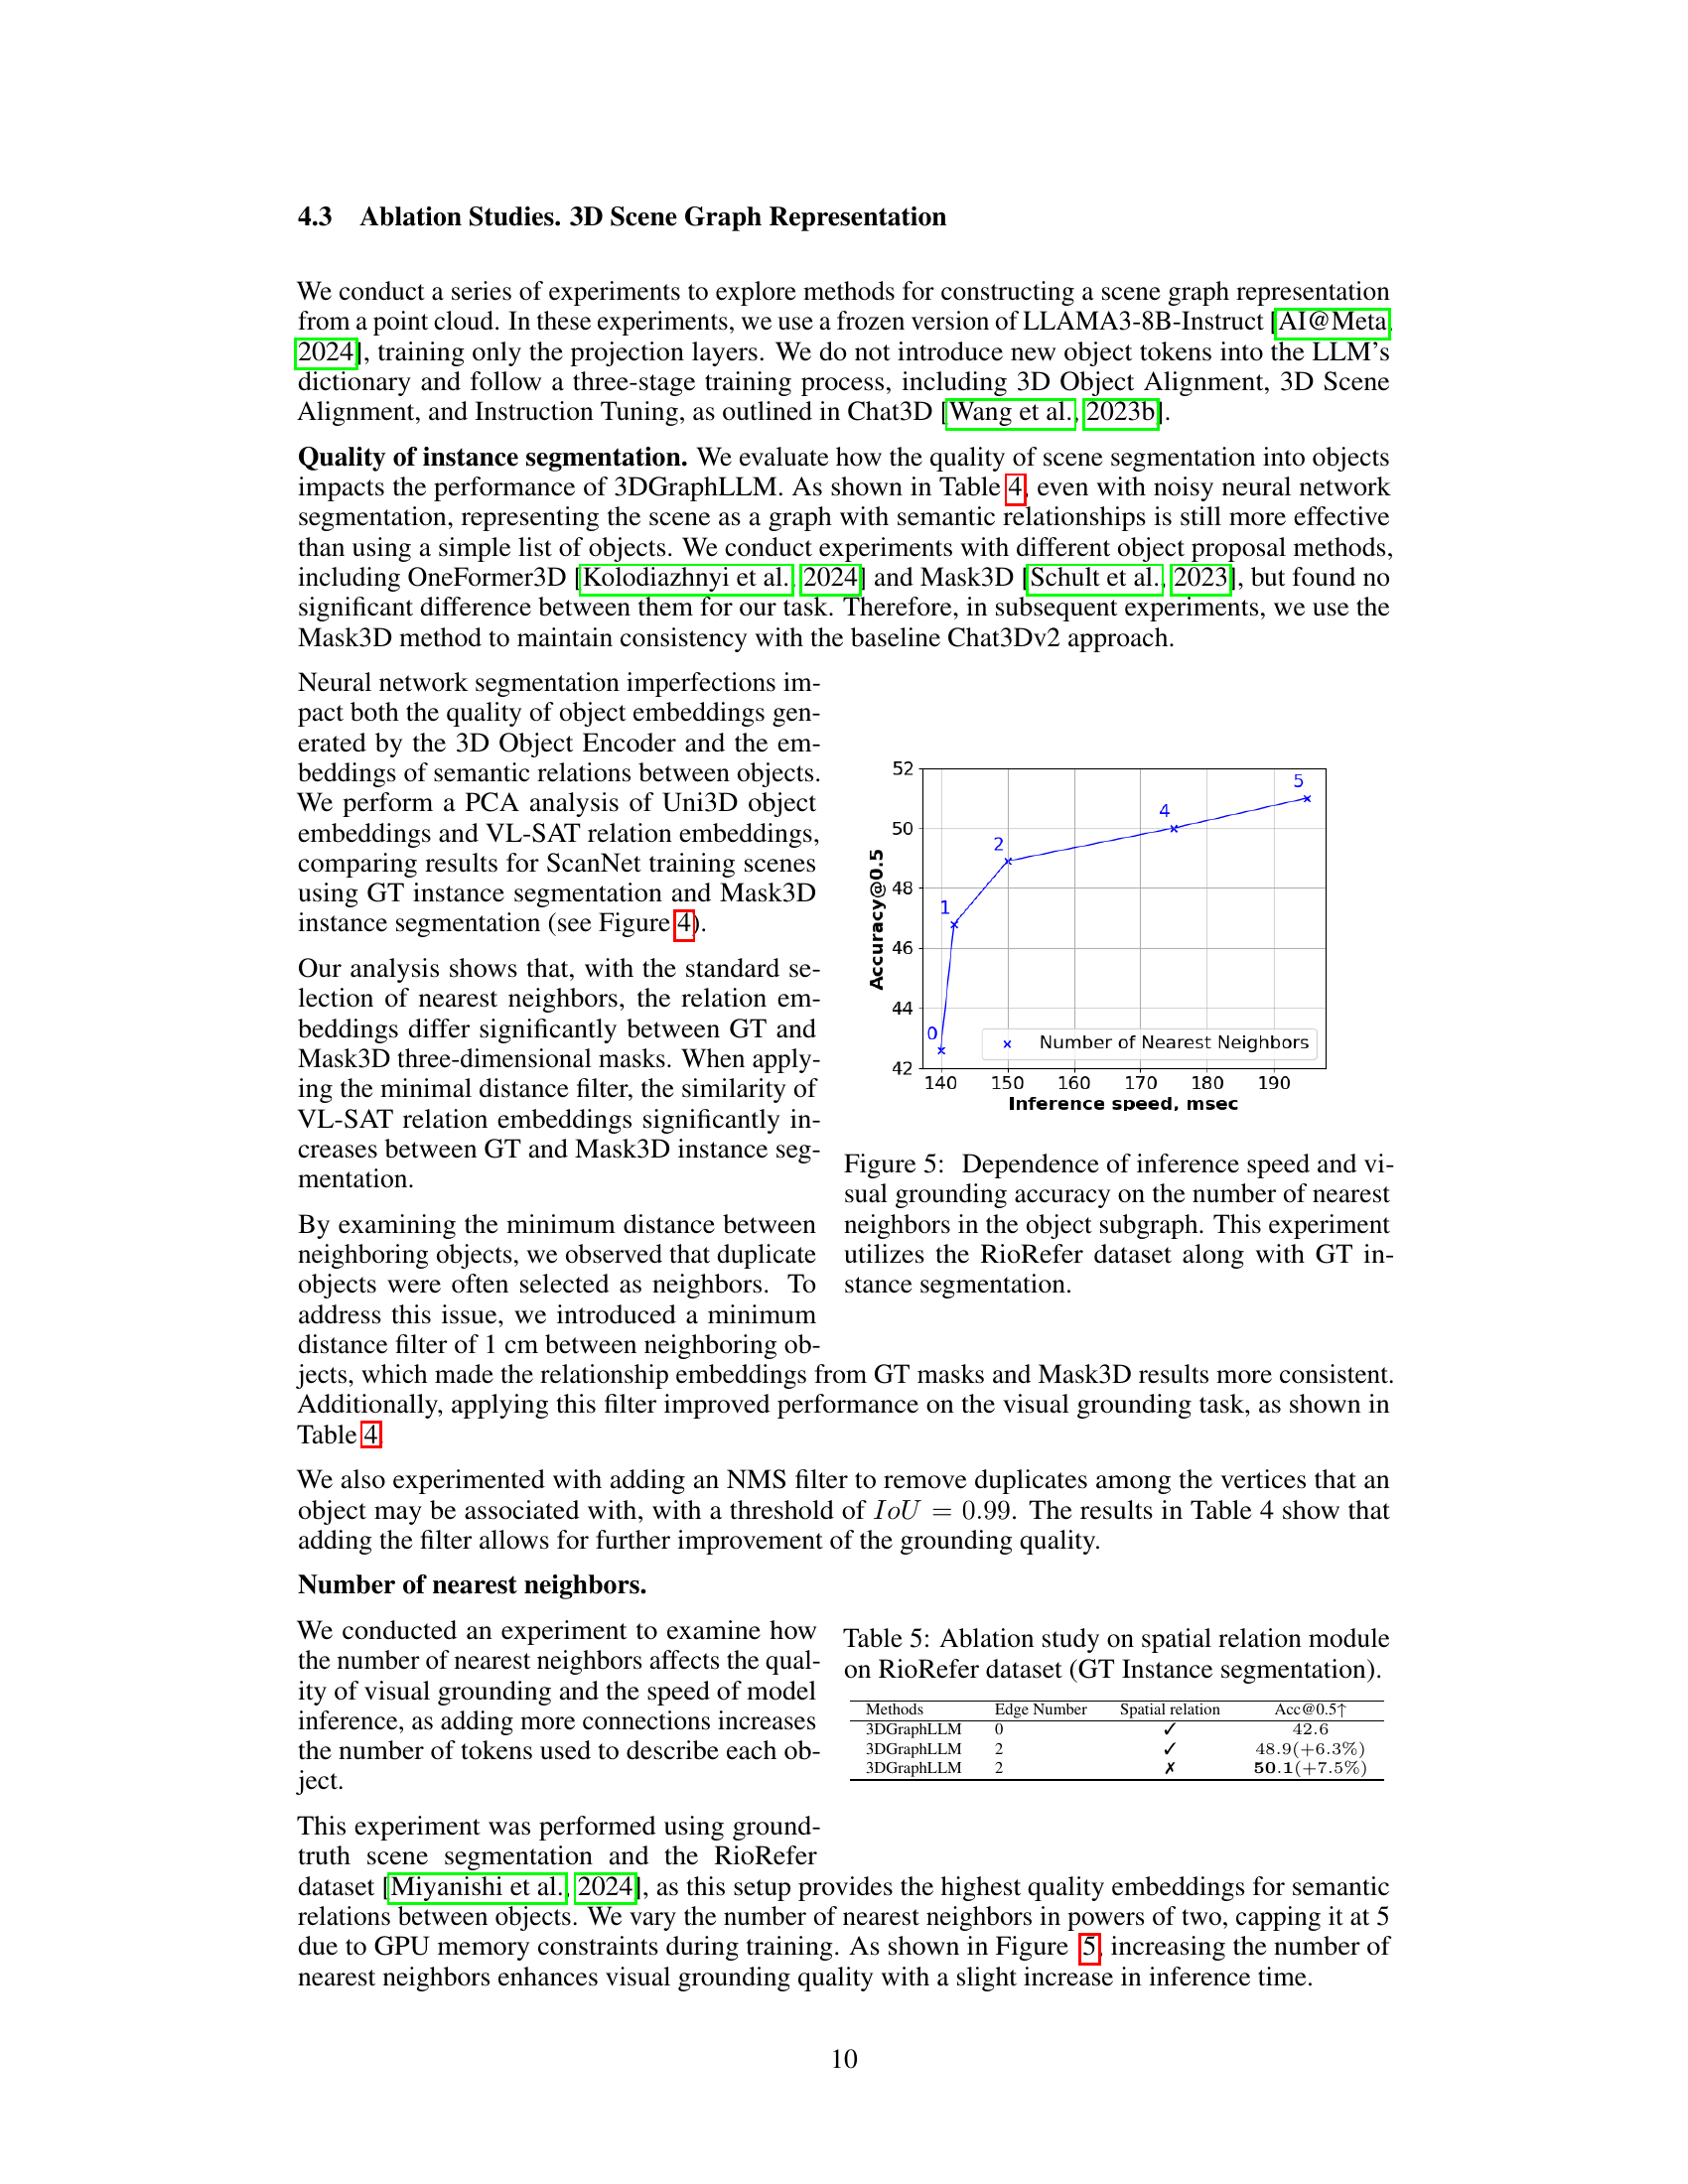 4.3 Ablation Studies. 3D Scene Graph Representation
We conduct a series of experiments to explore methods for constructing a scene graph representation
from a point cloud. In these experiments, we use a frozen version of LLAMA3-8B-Instruct [AI@Meta,
2024], training only the projection layers. We do not introduce new object tokens into the LLM's
dictionary and follow a three-stage training process, including 3D Object Alignment, 3D Scene
Alignment, and Instruction Tuning, as outlined in Chat3D [Wang et al., 2023b].
Quality of instance segmentation. We evaluate how the quality of scene segmentation into objects
impacts the performance of 3DGraphLLM. As shown in Table 4, even with noisy neural network
segmentation, representing the scene as a graph with semantic relationships is still more effective
than using a simple list of objects. We conduct experiments with different object proposal methods,
including OneFormer3D [Kolodiazhnyi et al., 2024] and Mask3D [Schult et al., 2023], but found no
significant difference between them for our task. Therefore, in subsequent experiments, we use the
Mask3D method to maintain consistency with the baseline Chat3Dv2 approach.
Neural network segmentation imperfections im-
pact both the quality of object embeddings gen-
erated by the 3D Object Encoder and the em-
beddings of semantic relations between objects.
We perform a PCA analysis of Uni3D object
embeddings and VL-SAT relation embeddings,
comparing results for ScanNet training scenes
using GT instance segmentation and Mask3D
instance segmentation (see Figure 4).
Our analysis shows that, with the standard se-
lection of nearest neighbors, the relation em-
beddings differ significantly between GT and
Mask3D three-dimensional masks. When apply-
ing the minimal distance filter, the similarity of
VL-SAT relation embeddings significantly in-
creases between GT and Mask3D instance seg-
mentation.
By examining the minimum distance between
neighboring objects, we observed that duplicate
objects were often selected as neighbors. To
address this issue, we introduced a minimum
distance filter of 1 cm between neighboring ob-
jects, which made the relationship embeddings from GT masks and Mask3D results more consistent.
Additionally, applying this filter improved performance on the visual grounding task, as shown in
Table 4.
52
50
48
46
44
42
Accuracy@0.5
0
1
2
4
5
Number of Nearest Neighbors
140 150 160 170 180 190
Inference speed, msec
Figure 5: Dependence of inference speed and vi-
sual grounding accuracy on the number of nearest
neighbors in the object subgraph. This experiment
utilizes the RioRefer dataset along with GT in-
stance segmentation.
We also experimented with adding an NMS filter to remove duplicates among the vertices that an
object may be associated with, with a threshold of IoU = 0.99. The results in Table 4 show that
adding the filter allows for further improvement of the grounding quality.
Number of nearest neighbors.
We conducted an experiment to examine how
the number of nearest neighbors affects the qual-
ity of visual grounding and the speed of model
inference, as adding more connections increases
the number of tokens used to describe each ob-
ject.
Table 5: Ablation study on spatial relation module
on RioRefer dataset (GT Instance segmentation).
Methods Edge Number Spatial relation Acc@0.5↑
3DGraphLLM 0 ✓ 42.6
3DGraphLLM 2 ✓ 48.9(+6.3%)
3DGraphLLM 2 ✗ 50.1(+7.5%)
This experiment was performed using ground-
truth scene segmentation and the RioRefer
dataset [Miyanishi et al., 2024], as this setup provides the highest quality embeddings for semantic
relations between objects. We vary the number of nearest neighbors in powers of two, capping it at 5
due to GPU memory constraints during training. As shown in Figure 5, increasing the number of
nearest neighbors enhances visual grounding quality with a slight increase in inference time.
10